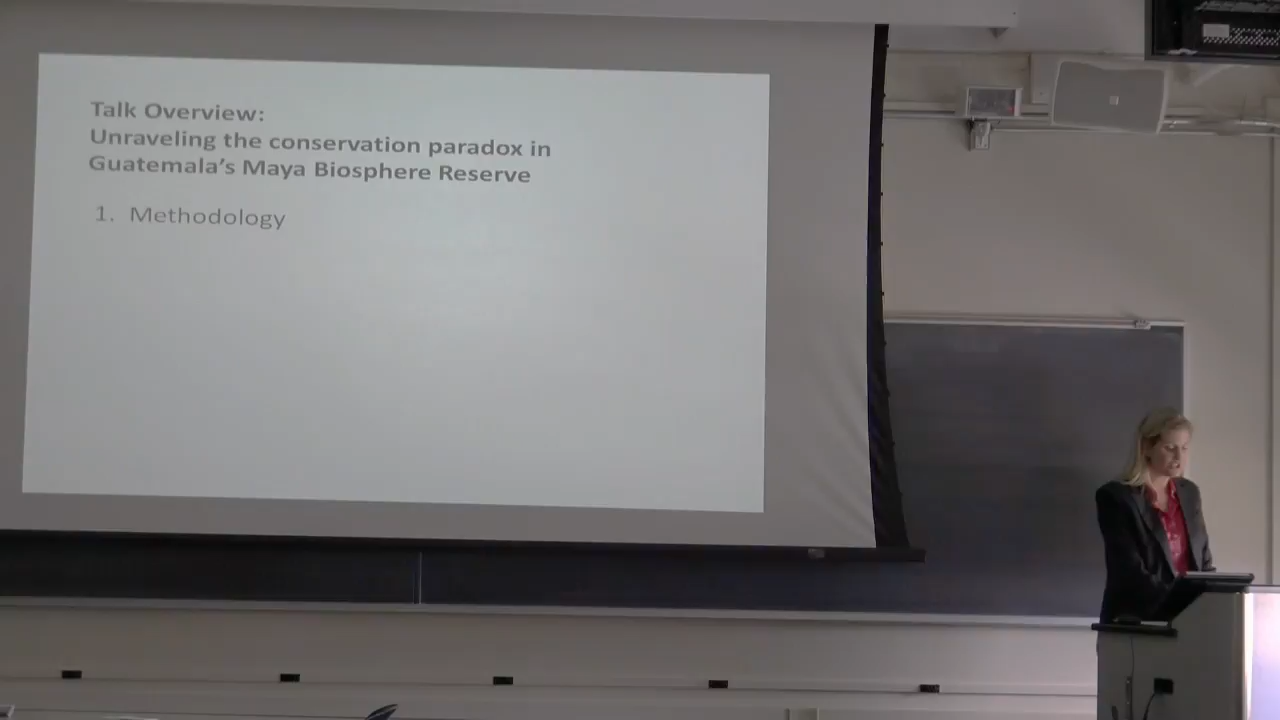 Talk Overview:
Unraveling the conservation paradox in
Guatemala's Maya Biosphere Reserve
1. Methodology